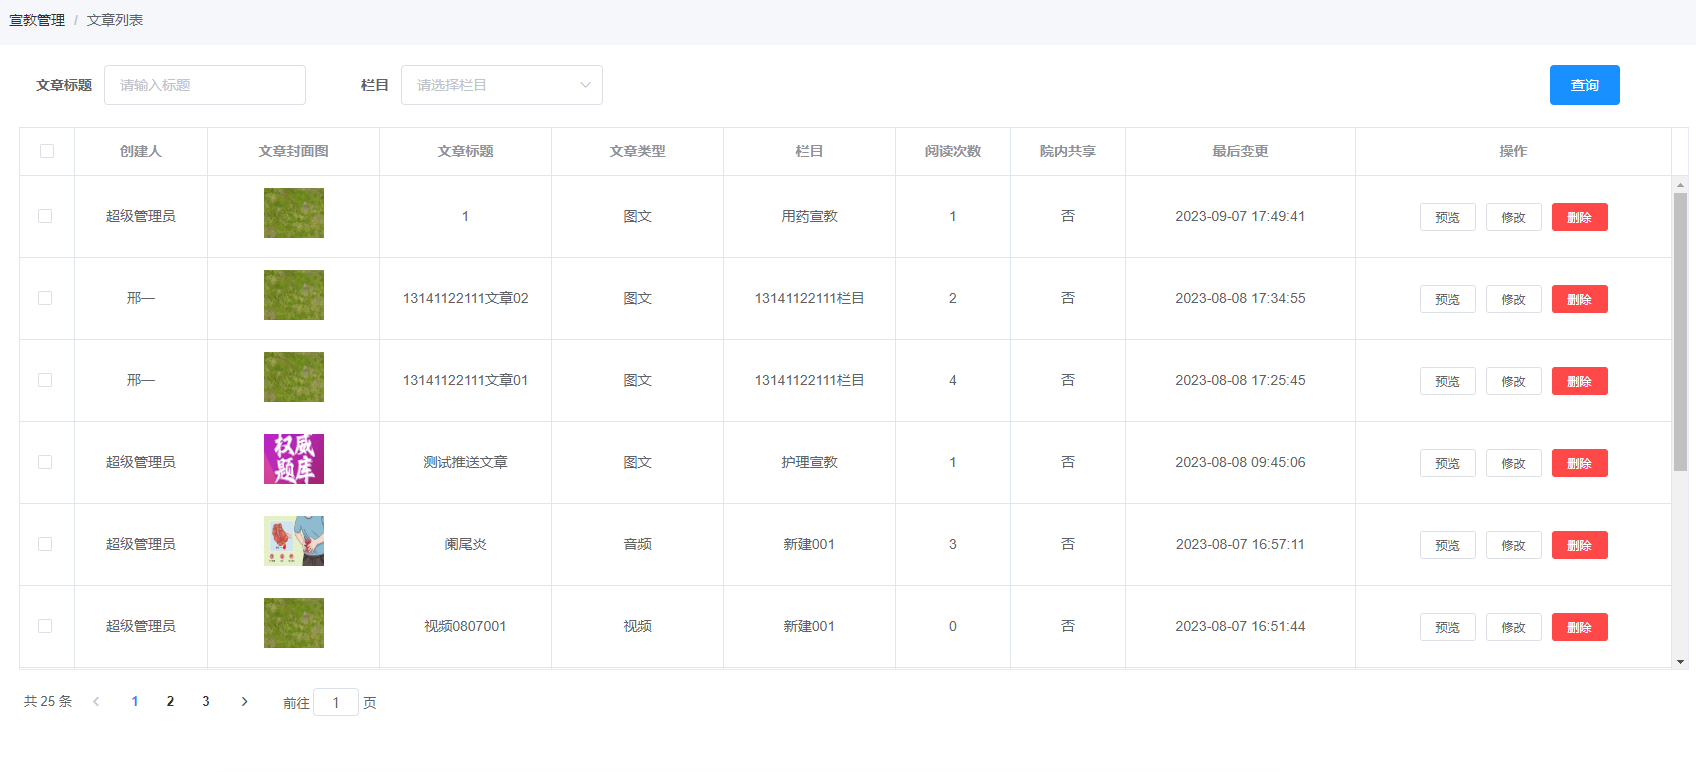 宣教管理 / 文章列表
文章标题 请输入标题 栏目 请选择栏目 查询
创建人 文章封面图 文章标题 文章类型 栏目 阅读次数 院内共享 最后变更 操作
超级管理员 1 图文 用药宣教 1 否 2023-09-07 17:49:41 预览 修改 删除
邢一 13141122111文章02 图文 13141122111栏目 2 否 2023-08-08 17:34:55 预览 修改 删除
邢一 13141122111文章01 图文 13141122111栏目 4 否 2023-08-08 17:25:45 预览 修改 删除
权威
题库
超级管理员 测试推送文章 图文 护理宣教 1 否 2023-08-08 09:45:06 预览 修改 删除
超级管理员 阑尾炎 音频 新建001 3 否 2023-08-07 16:57:11 预览 修改 删除
超级管理员 视频0807001 视频 新建001 0 否 2023-08-07 16:51:44 预览 修改 删除
共 25 条 1 2 3 前往 1 页